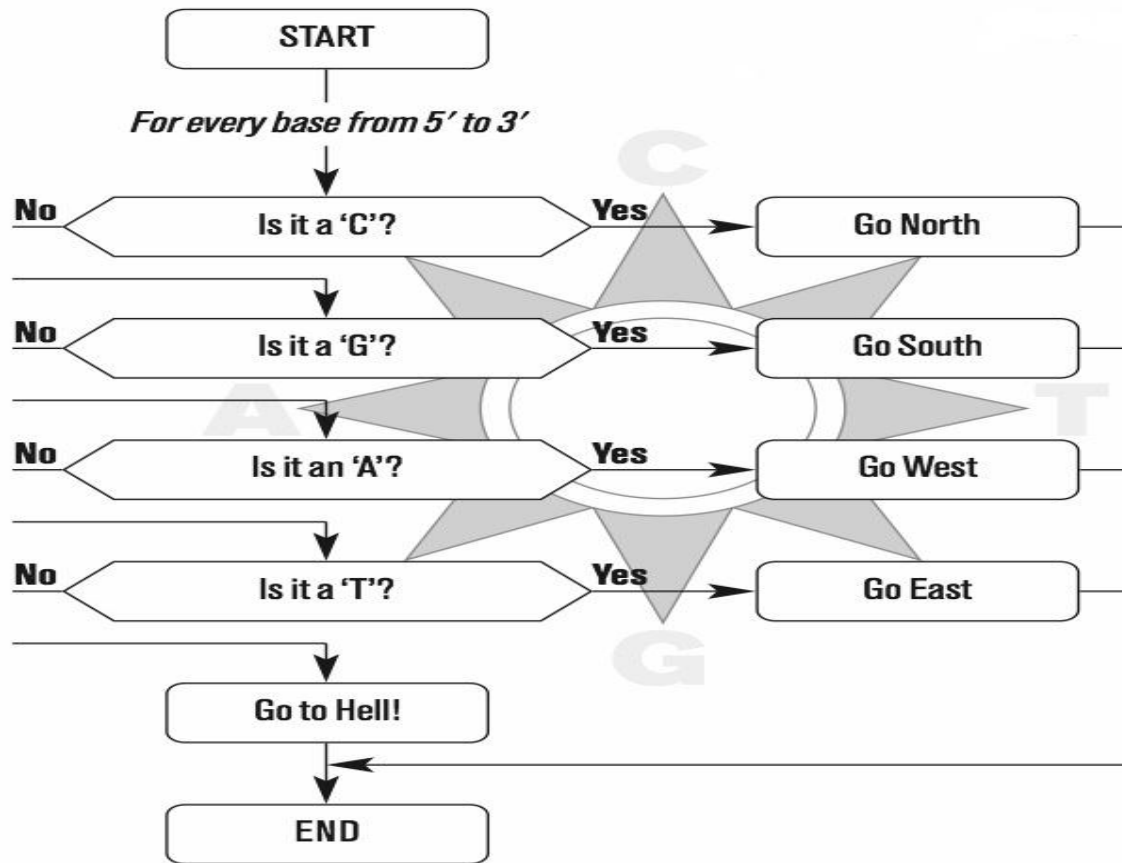 START
For every base from 5′ to 3′
C
No Is it a ‘C’? Yes Go North
No Is it a ‘G’? Yes Go South
A T
No Is it an ‘A’? Yes Go West
No Is it a ‘T’? Yes Go East
G
Go to Hell!
END